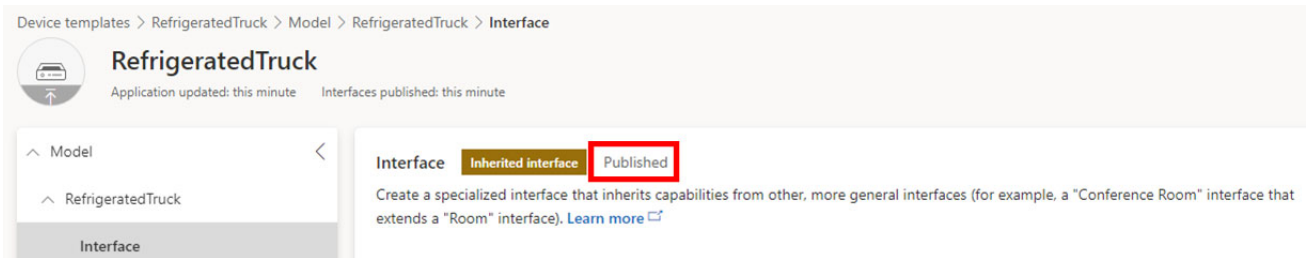 Device templates > RefrigeratedTruck > Model > RefrigeratedTruck > Interface
RefrigeratedTruck
Application updated: this minute Interfaces published: this minute
Model
RefrigeratedTruck
Interface
Interface Inherited interface Published
Create a specialized interface that inherits capabilities from other, more general interfaces (for example, a "Conference Room" interface that
extends a "Room" interface). Learn more